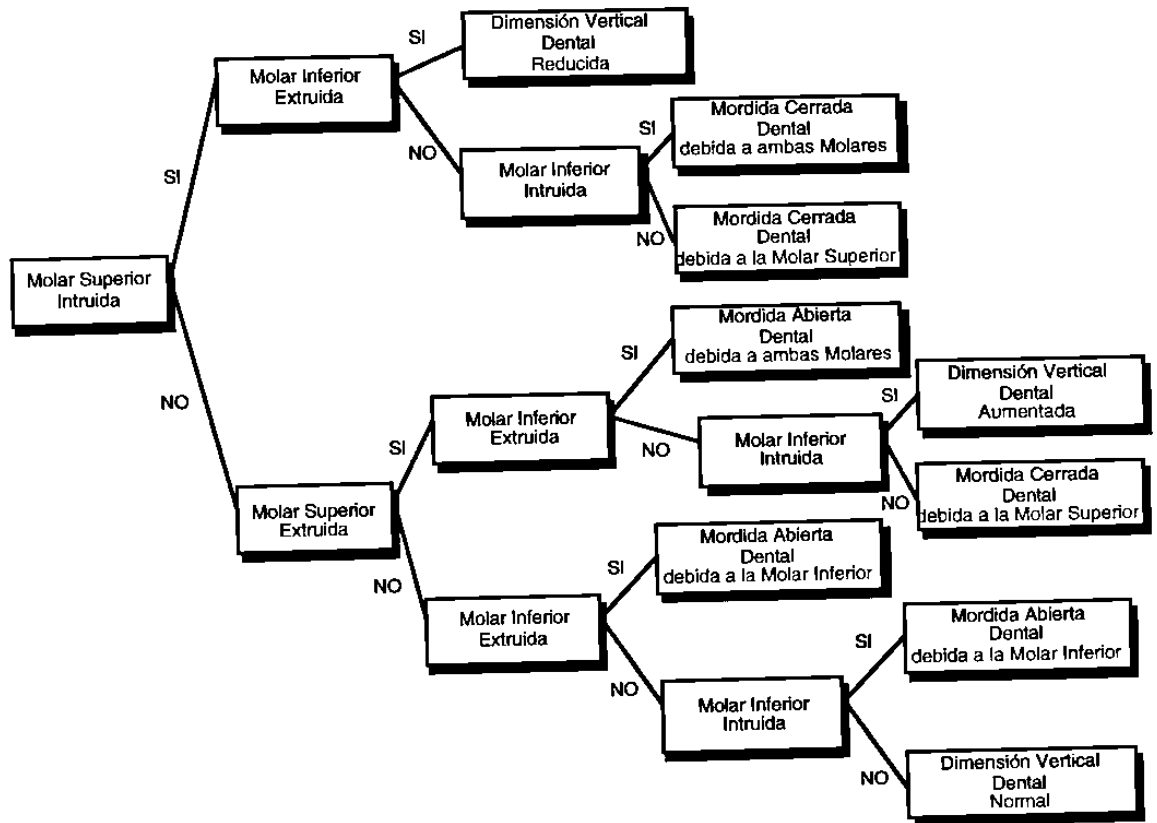 Dimensión Vertical
Dental
Reducida
SI
Molar Inferior
Extruida
NO
Mordida Cerrada
Dental
debida a ambas Molares
SI
Molar Inferior
Intruida
NO
Mordida Cerrada
Dental
debida a la Molar Superior
SI
Molar Superior
Intruida
NO
Mordida Abierta
Dental
debida a ambas Molares
SI
Molar Inferior
Extruida
NO
Dimensión Vertical
Dental
Aumentada
SI
Molar Inferior
Intruida
NO
Mordida Cerrada
Dental
debida a la Molar Superior
SI
Molar Superior
Extruida
NO
Mordida Abierta
Dental
debida a la Molar Inferior
SI
Molar Inferior
Extruida
NO
Mordida Abierta
Dental
debida a la Molar Inferior
SI
Molar Inferior
Intruida
NO
Dimensión Vertical
Dental
Normal